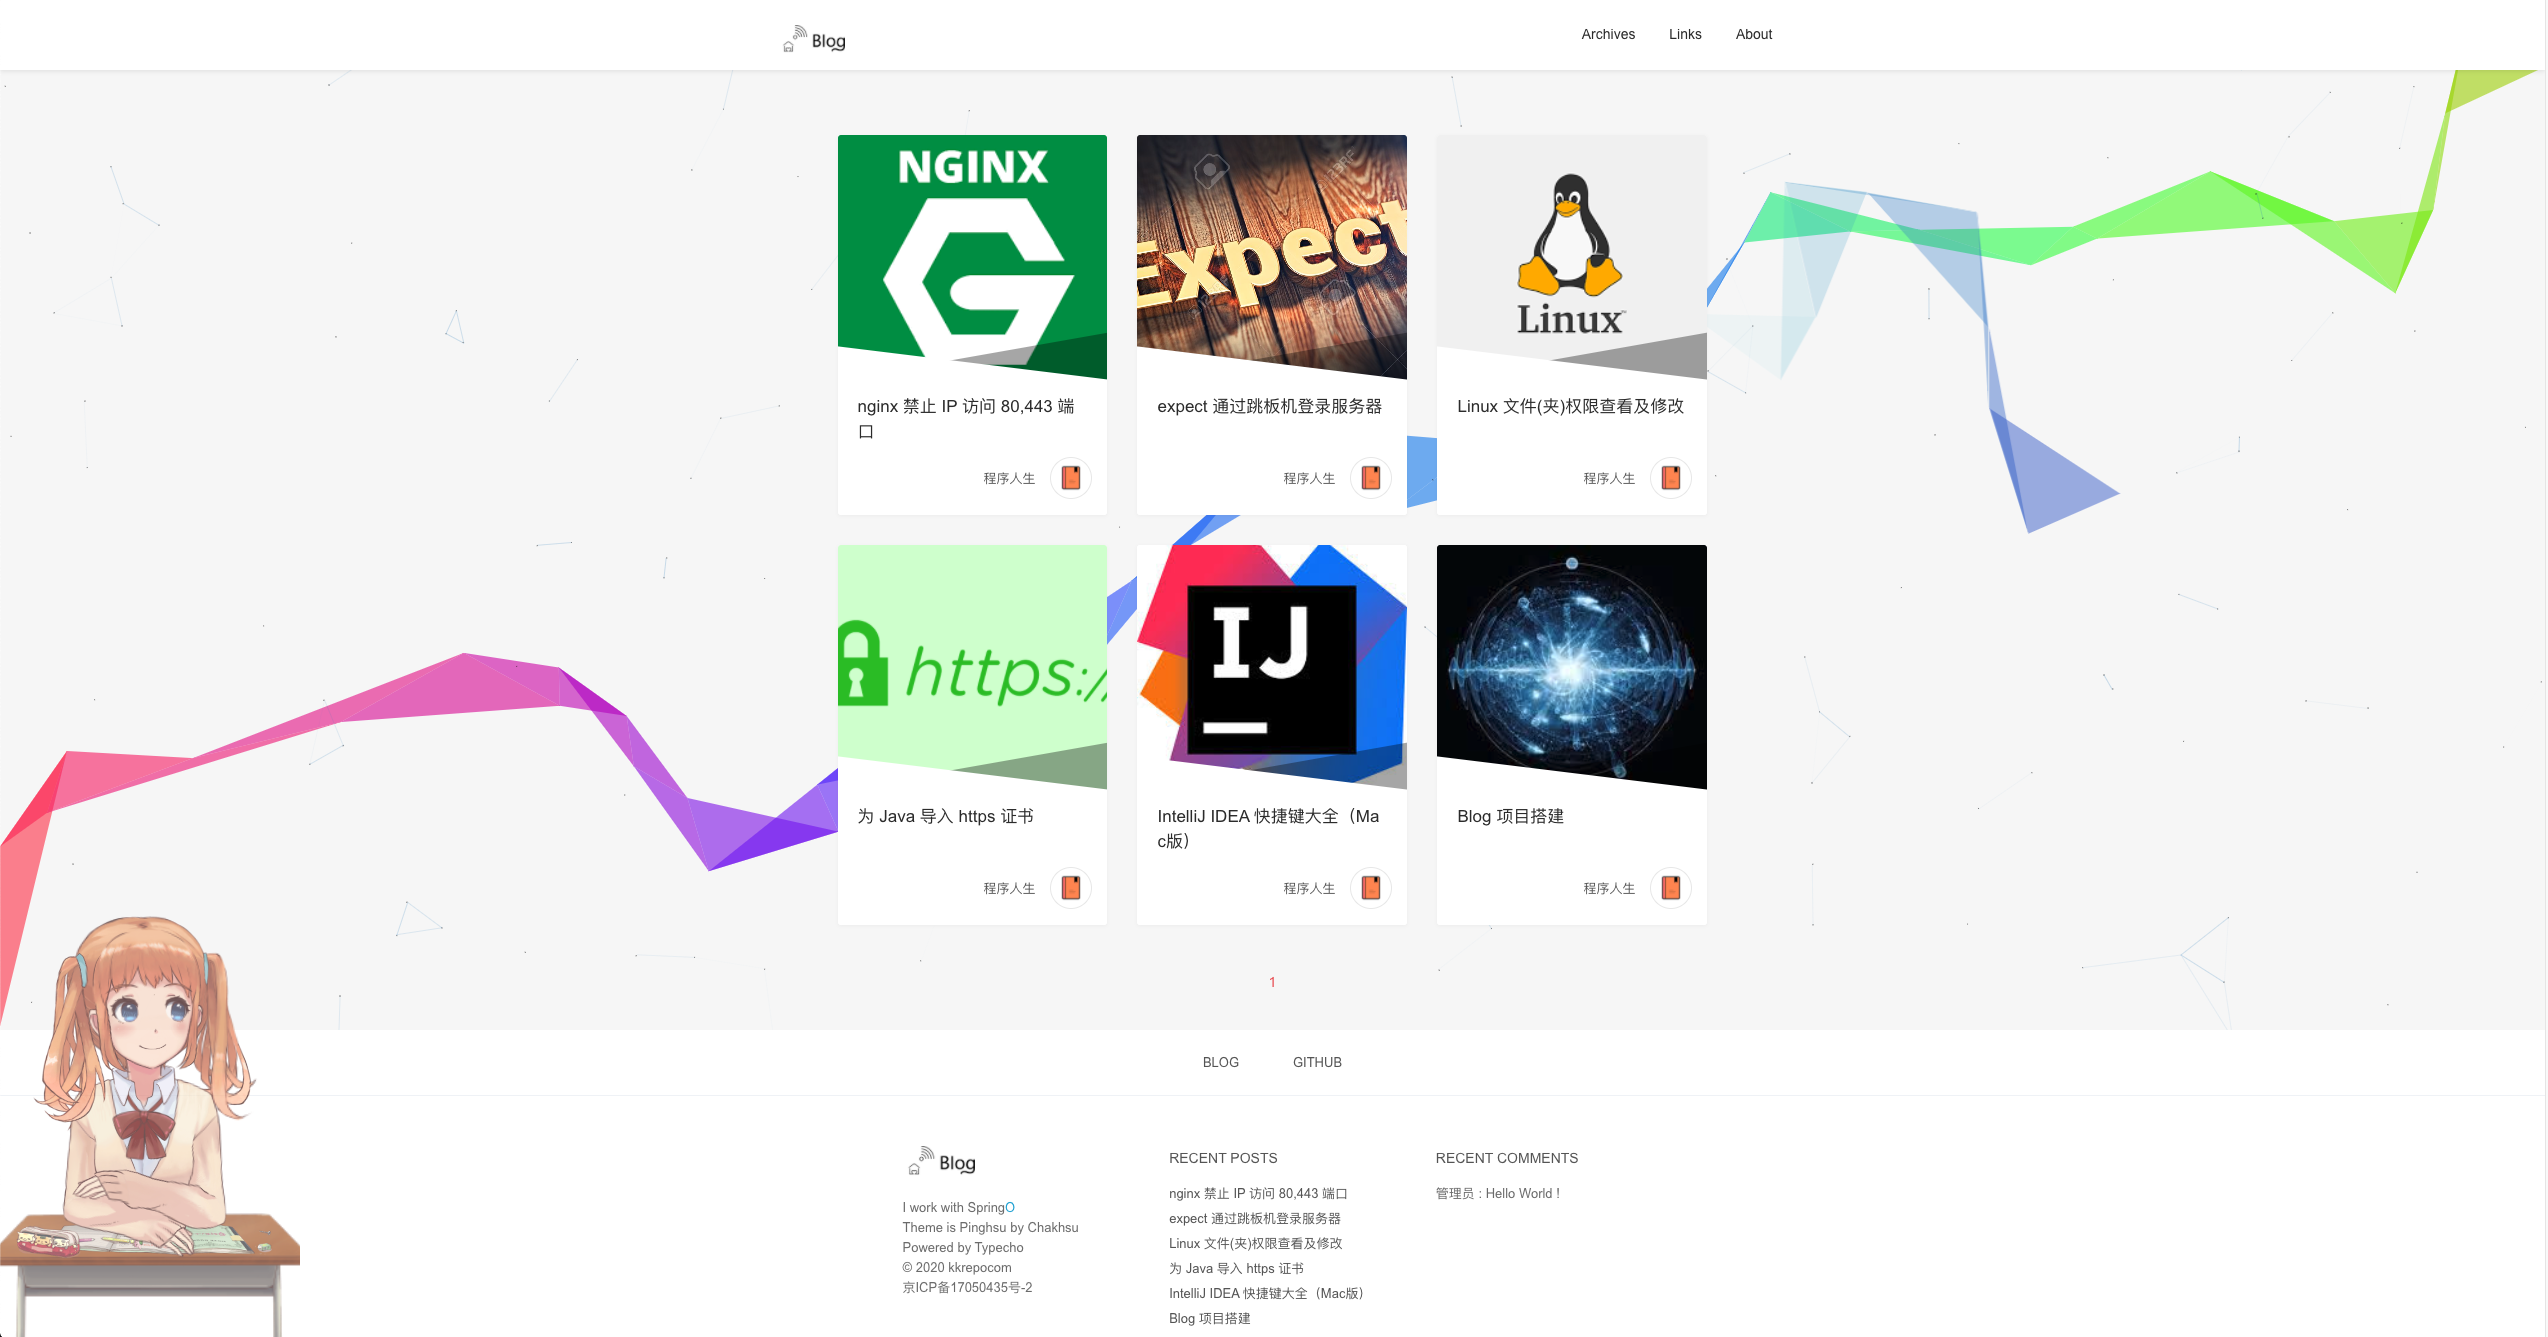 Blog
Archives
Links
About
NGINX
Expect
123RF
Linux
nginx 禁止 IP 访问 80,443 端
口
程序人生
expect 通过跳板机登录服务器
程序人生
Linux 文件(夹)权限查看及修改
程序人生
https:/
IJ
为 Java 导入 https 证书
程序人生
IntelliJ IDEA 快捷键大全（Ma
c版）
程序人生
Blog 项目搭建
程序人生
1
BLOG
GITHUB
Blog
I work with SpringO
Theme is Pinghsu by Chakhsu
Powered by Typecho
© 2020 kkrepocom
京ICP备17050435号-2
RECENT POSTS
nginx 禁止 IP 访问 80,443 端口
expect 通过跳板机登录服务器
Linux 文件(夹)权限查看及修改
为 Java 导入 https 证书
IntelliJ IDEA 快捷键大全（Mac版）
Blog 项目搭建
RECENT COMMENTS
管理员 : Hello World !